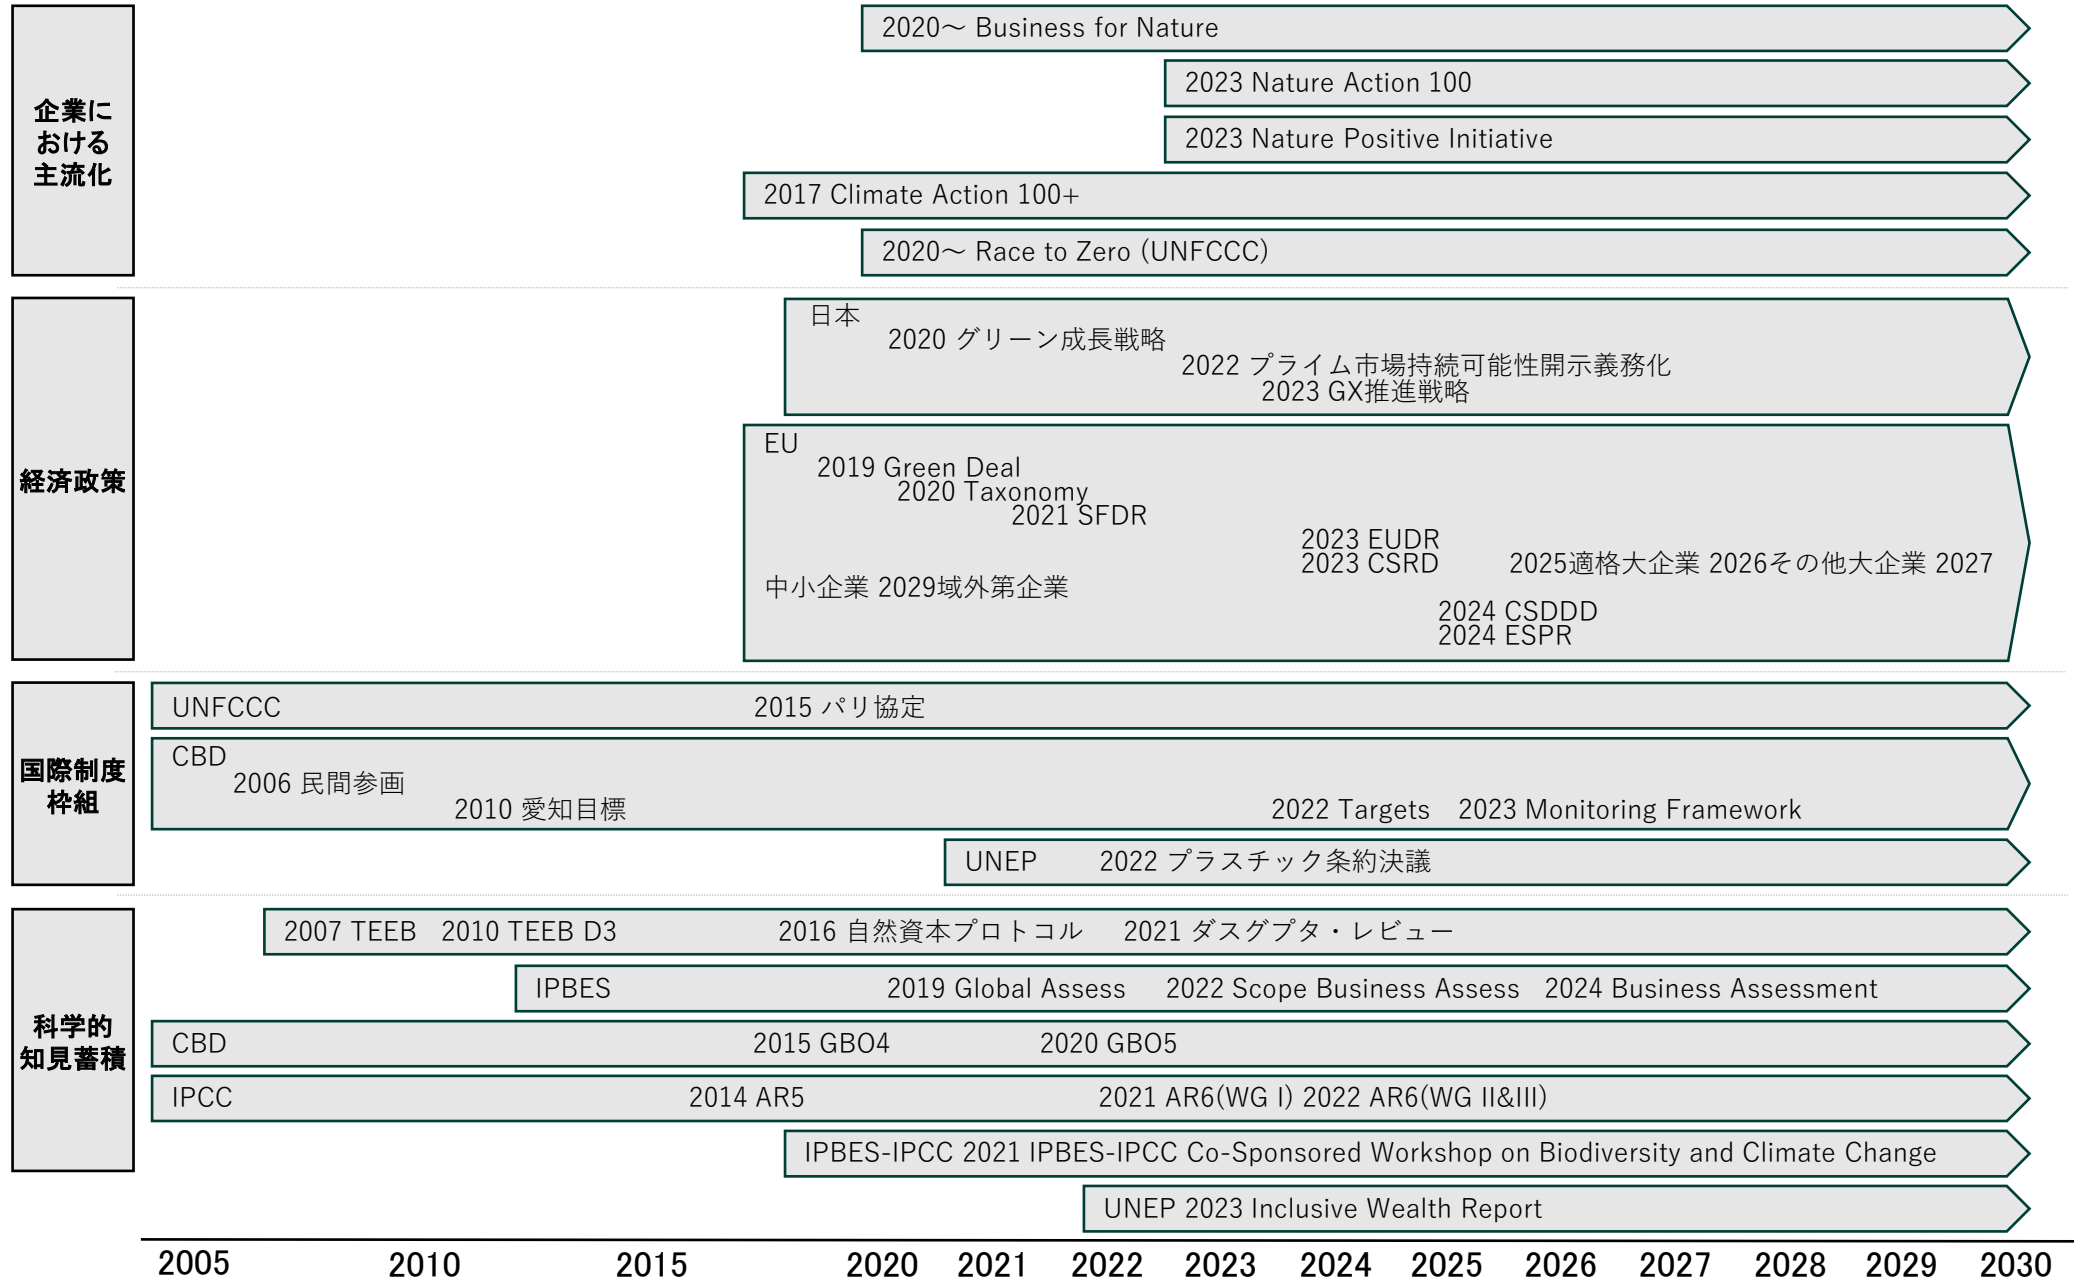 企業に
おける
主流化
2020～ Business for Nature
2023 Nature Action 100
2023 Nature Positive Initiative
2017 Climate Action 100+
2020～ Race to Zero (UNFCCC)
経済政策
日本
2020 グリーン成長戦略
2022 プライム市場持続可能性開示義務化
2023 GX推進戦略
EU
2019 Green Deal
2020 Taxonomy
2021 SFDR
2023 EUDR
2023 CSRD 2025適格大企業 2026その他大企業 2027
中小企業 2029域外第企業
2024 CSDDD
2024 ESPR
国際制度
枠組
UNFCCC 2015 パリ協定
CBD
2006 民間参画
2010 愛知目標 2022 Targets 2023 Monitoring Framework
UNEP 2022 プラスチック条約決議
科学的
知見蓄積
2007 TEEB 2010 TEEB D3 2016 自然資本プロトコル 2021 ダスグプタ・レビュー
IPBES 2019 Global Assess 2022 Scope Business Assess 2024 Business Assessment
CBD 2015 GBO4 2020 GBO5
IPCC 2014 AR5 2021 AR6(WG I) 2022 AR6(WG II&III)
IPBES-IPCC 2021 IPBES-IPCC Co-Sponsored Workshop on Biodiversity and Climate Change
UNEP 2023 Inclusive Wealth Report
2005 2010 2015 2020 2021 2022 2023 2024 2025 2026 2027 2028 2029 2030